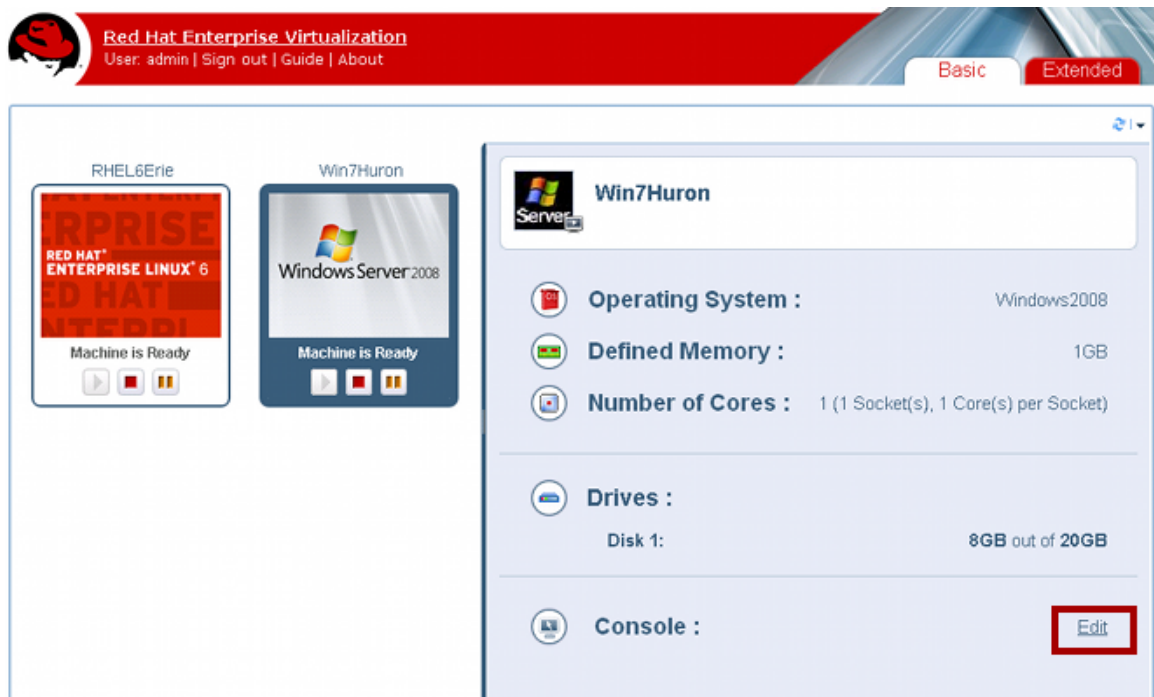 Red Hat Enterprise Virtualization
User: admin | Sign out | Guide | About
Basic
Extended
RHEL6Erie
RED HAT®
ENTERPRISE LINUX® 6
Machine is Ready
Win7Huron
Windows Server 2008
Machine is Ready
Server
Win7Huron
Operating System : Windows2008
Defined Memory : 1GB
Number of Cores : 1 (1 Socket(s), 1 Core(s) per Socket)
Drives :
Disk 1: 8GB out of 20GB
Console : Edit